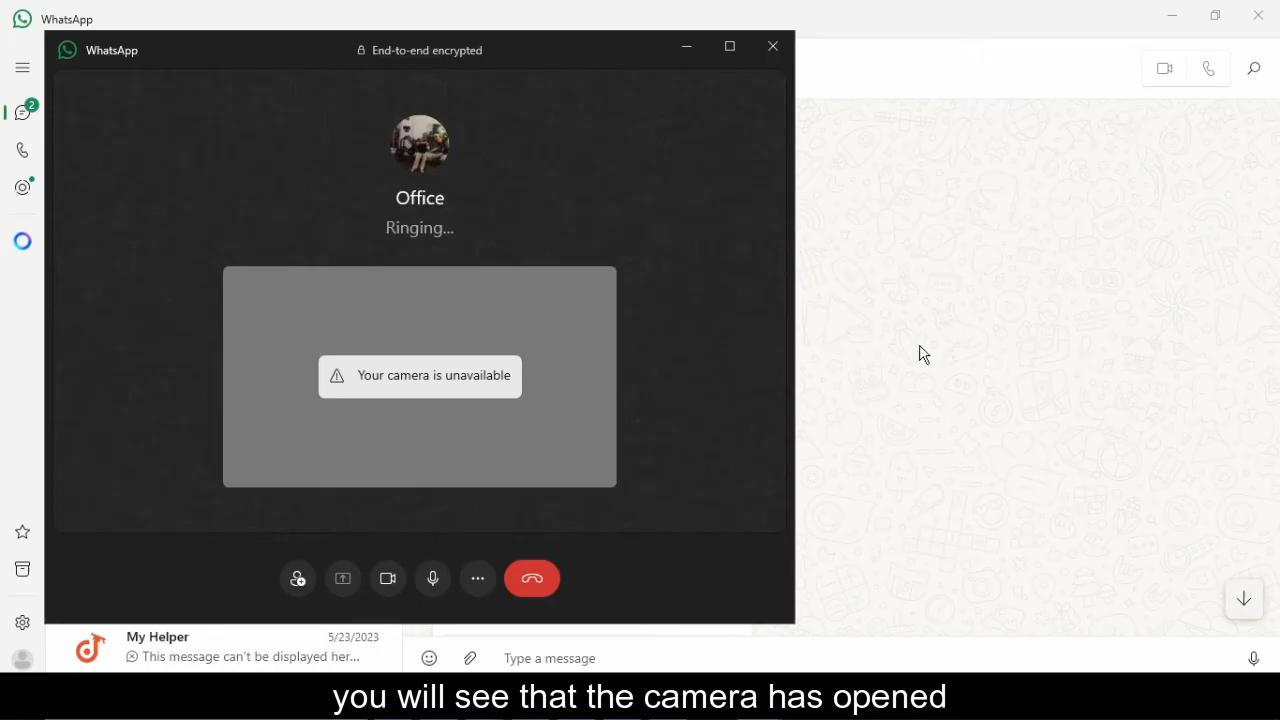 WhatsApp
WhatsApp
End-to-end encrypted
2
Office
Ringing...
Your camera is unavailable
My Helper
5/23/2023
This message can't be displayed her...
Type a message
you will see that the camera has opened